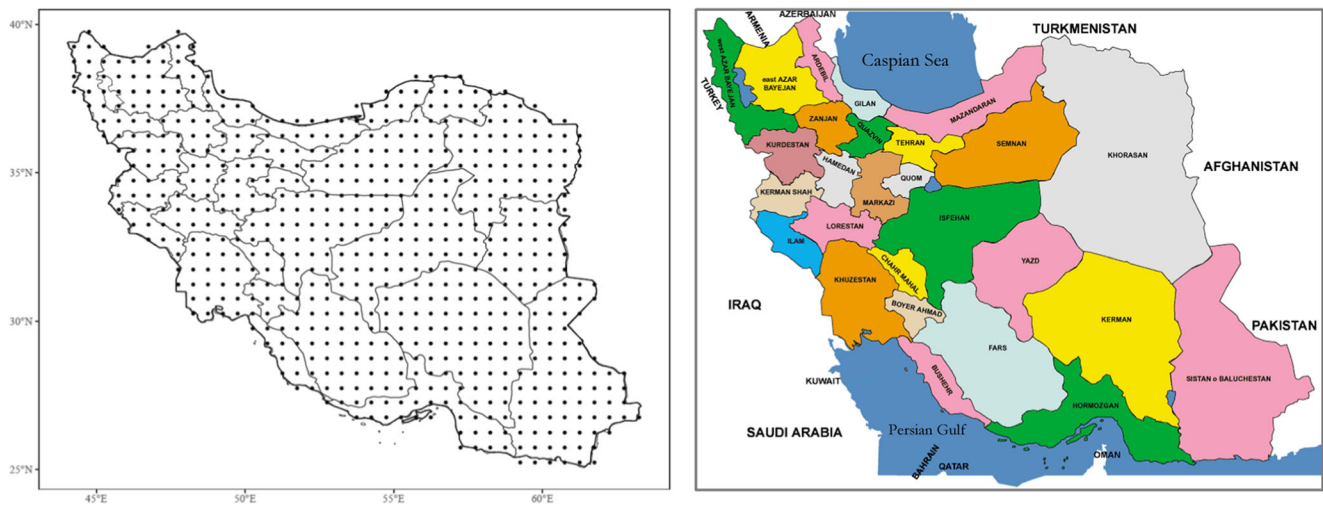 40°N
35°N
30°N
25°N
45°E
50°E
55°E
60°E
ARMENIA
AZERBAIJAN
TURKMENISTAN
Caspian Sea
west AZAR BAYEJAN
east AZAR
BAYEJAN
ARDEBIL
TURKEY
GILAN
MAZANDARAN
ZANJAN
QUAZVIN
TEHRAN
SEMNAN
KHORASAN
AFGHANISTAN
KURDESTAN
HAMEDAN
QUOM
KERMAN SHAH
MARKAZI
ISFEHAN
LORESTAN
ILAM
YAZD
CHAHR MAHAL
KHUZESTAN
IRAQ
BOYER AHMAD
KERMAN
PAKISTAN
FARS
KUWAIT
BUSHEHR
SISTAN o BALUCHESTAN
HORMOZGAN
SAUDI ARABIA
Persian Gulf
BAHRAIN
QATAR
OMAN